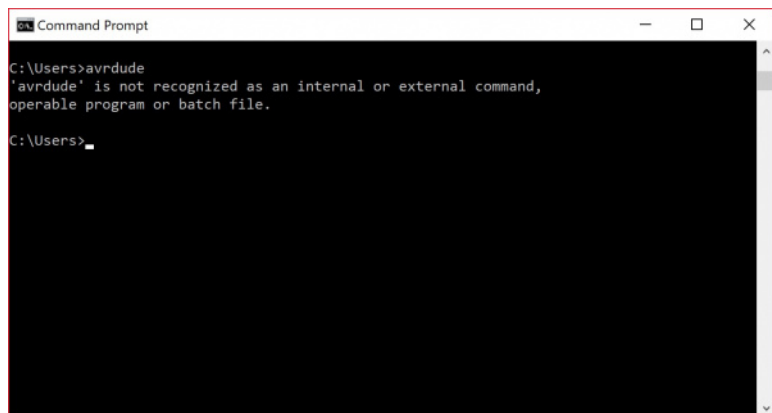 Command Prompt
C:\Users>avrdude
'avrdude' is not recognized as an internal or external command,
operable program or batch file.
C:\Users>